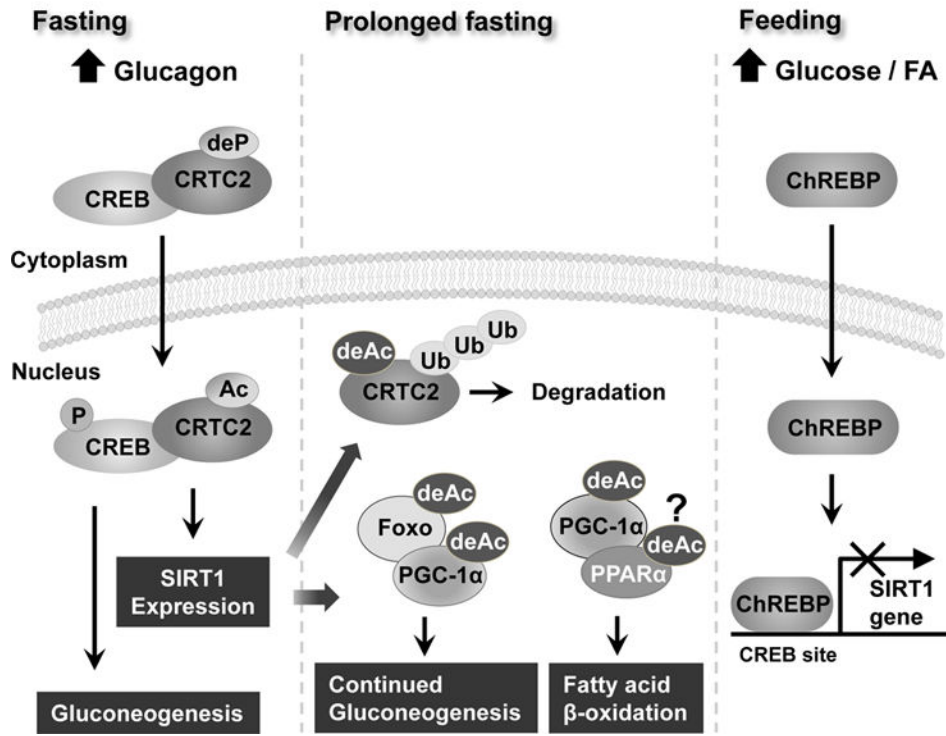 Fasting
Glucagon
deP
CREB
CRTC2
Cytoplasm
Nucleus
P
Ac
CREB
CRTC2
SIRT1
Expression
Gluconeogenesis
Prolonged fasting
deAc
Ub
Ub
Ub
CRTC2
Degradation
deAc
Foxo
deAc
PGC-1α
deAc
PGC-1α
?
deAc
PPARα
Continued
Gluconeogenesis
Fatty acid
β-oxidation
Feeding
Glucose / FA
ChREBP
ChREBP
ChREBP
SIRT1
gene
CREB site